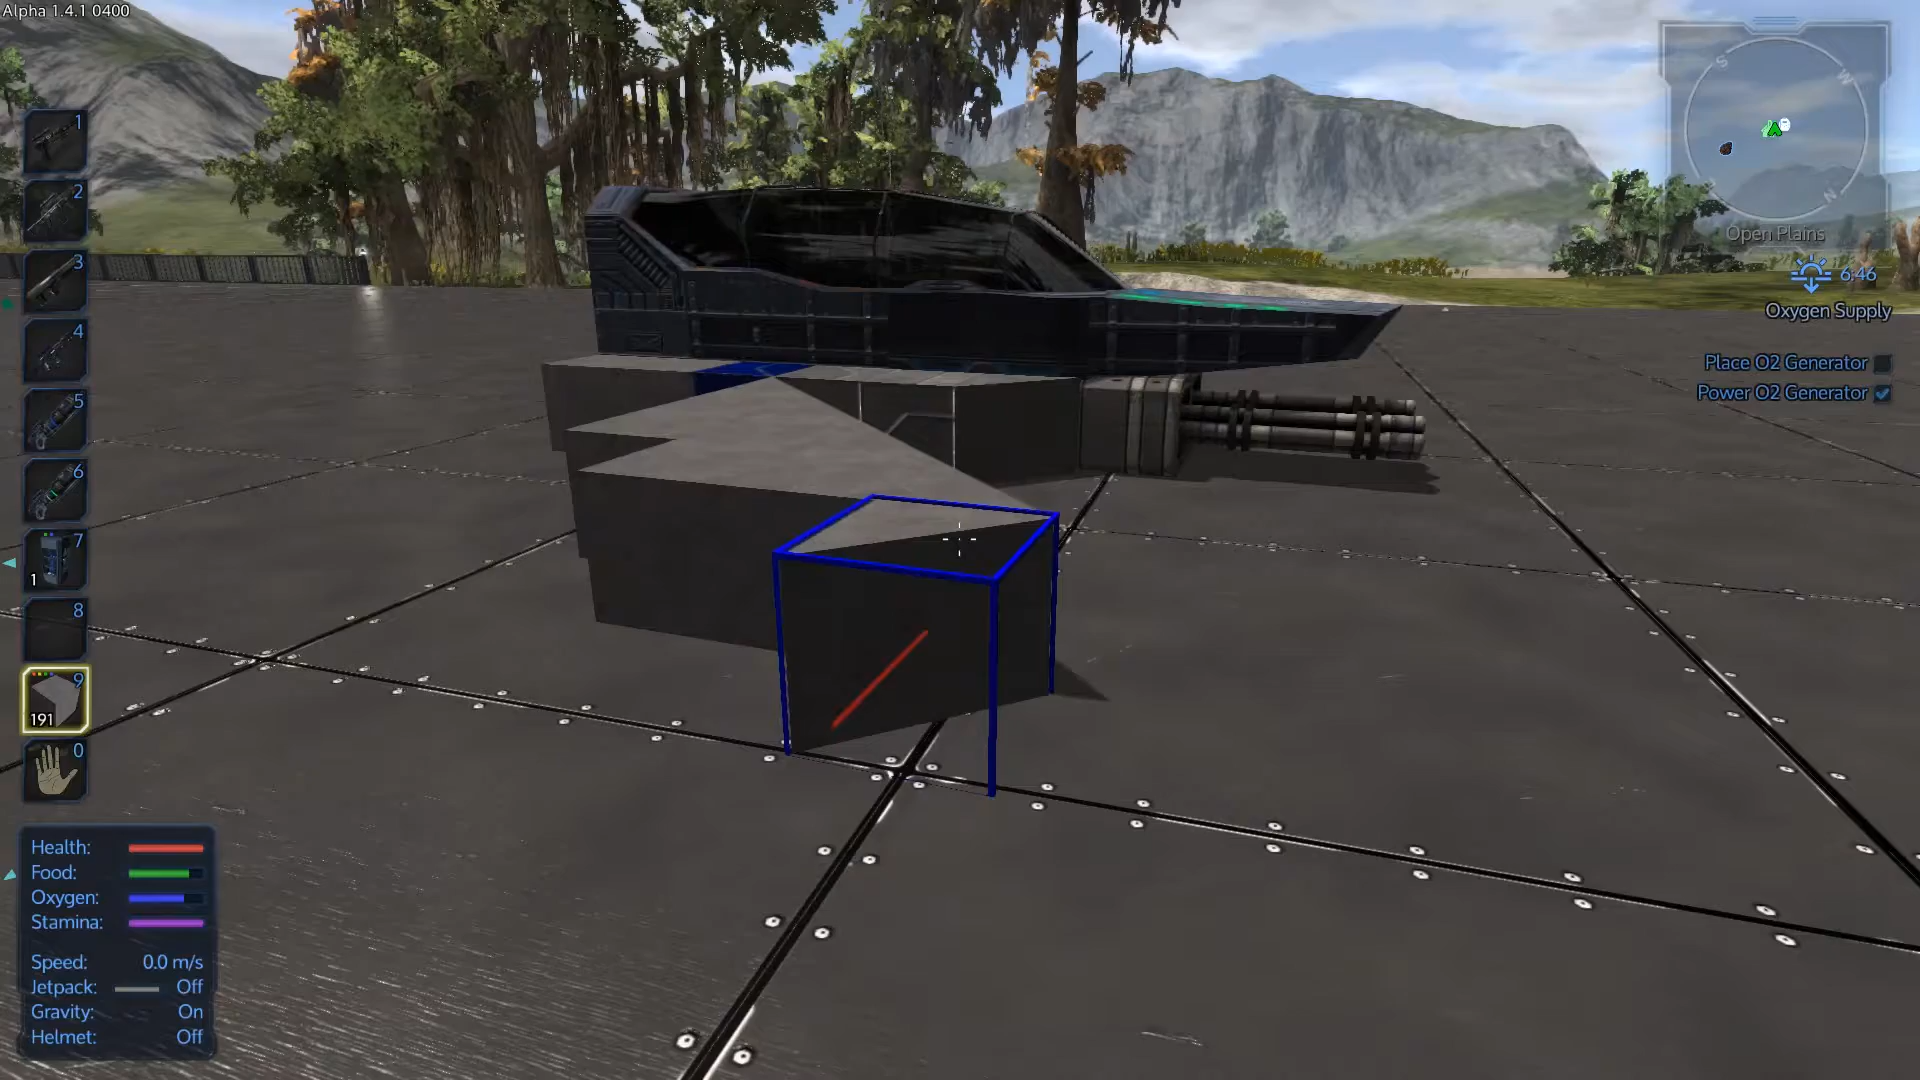 Alpha 1.4.1 0400
S
W
N
Open Plains
6:46
Oxygen Supply
Place O2 Generator
Power O2 Generator
1
2
3
4
5
6
7
1
8
9
191
0
Health:
Food:
Oxygen:
Stamina:
Speed: 0.0 m/s
Jetpack: Off
Gravity: On
Helmet: Off